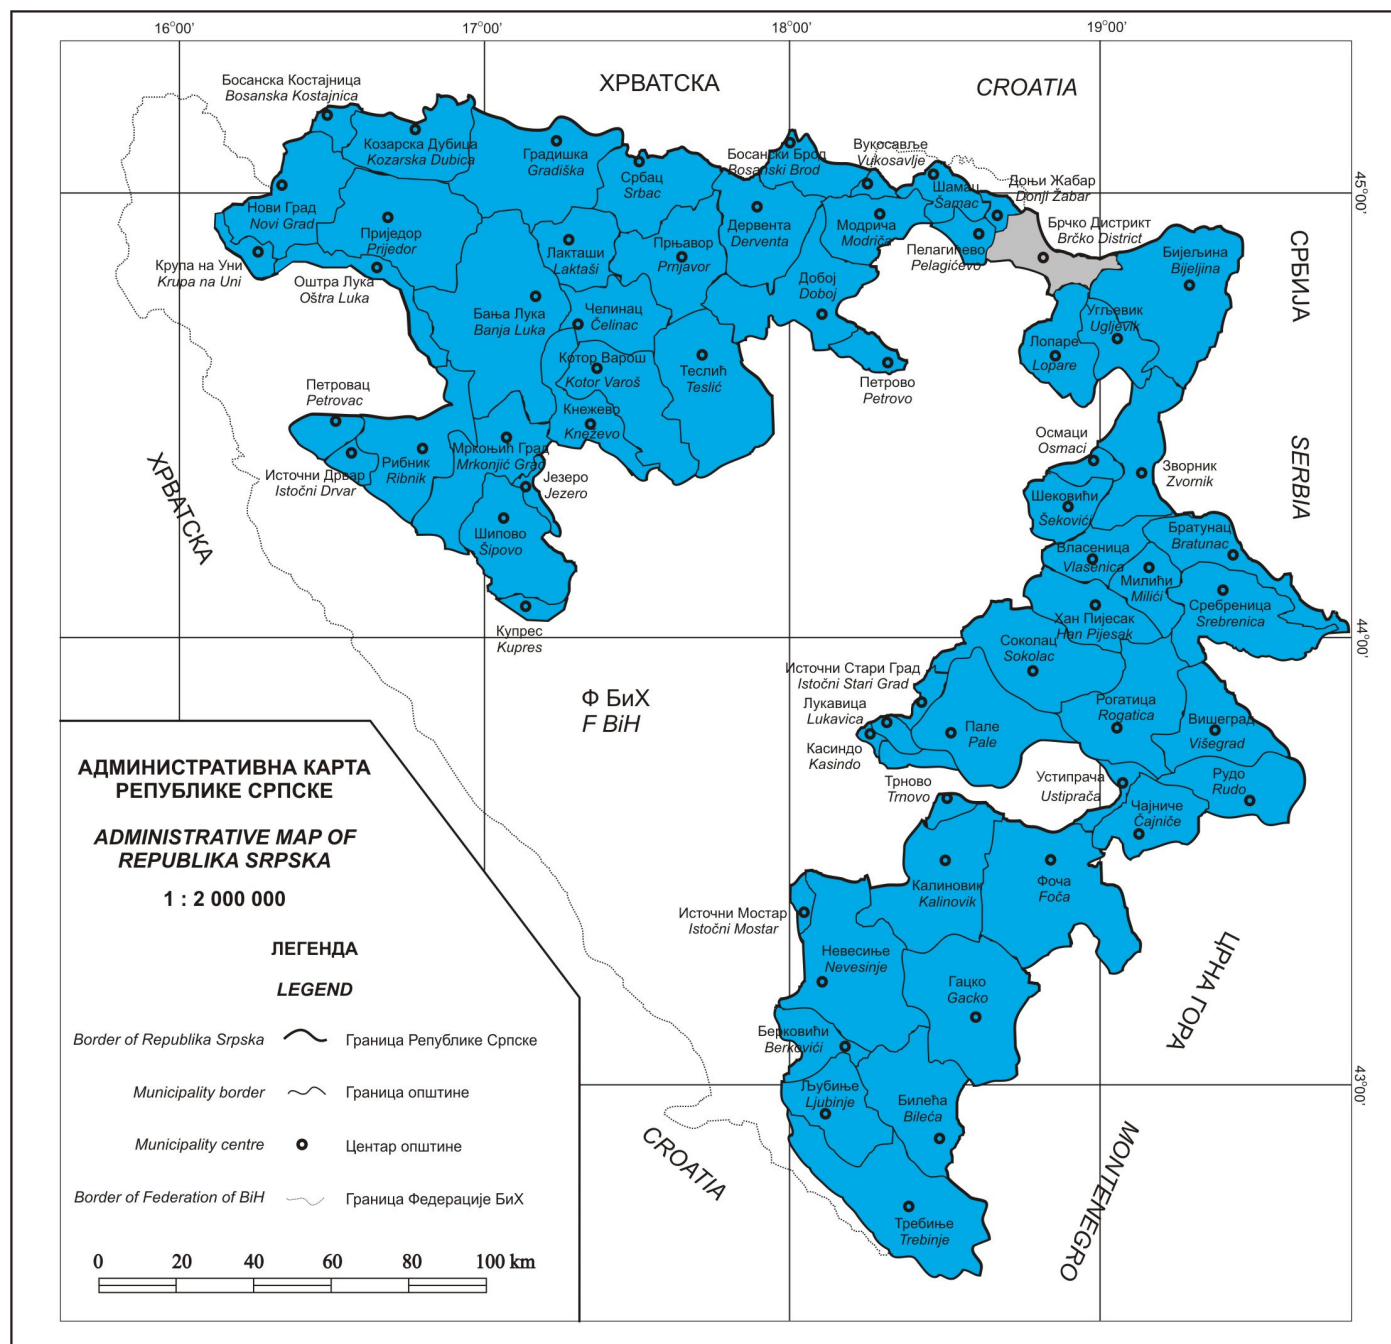 16°00'
17°00'
18°00'
19°00'
ХРВАТСКА
CROATIA
Босанска Костајница
Bosanska Kostajnica
Козарска Дубица
Kozarska Dubica
Градишка
Gradiška
Србац
Srbac
Босански Брод
Bosanski Brod
Вукосавље
Vukosavlje
Шамац
Šamac
Доњи Жабар
Donji Žabar
45°00'
Нови Град
Novi Grad
Приједор
Prijedor
Лакташи
Laktaši
Прњавор
Prnjavor
Дервента
Derventa
Модрича
Modriča
Пелагићево
Pelagićevo
Брчко Дистрикт
Brčko District
Бијељина
Bijeljina
СРБИЈА
Крупа на Уни
Krupa na Uni
Оштра Лука
Oštra Luka
Бања Лука
Banja Luka
Челинац
Čelinac
Добој
Doboj
Угљевик
Ugljevik
Лопаре
Lopare
Котор Варош
Kotor Varoš
Теслић
Teslić
Петрово
Petrovo
Петровац
Petrovac
Кнежево
Kneževo
Осмаци
Osmaci
SERBIA
ХРВАТСКА
Источни Дрвар
Istočni Drvar
Рибник
Ribnik
Мркоњић Град
Mrkonjić Grad
Језеро
Jezero
Зворник
Zvornik
Шековићи
Šekovići
Шипово
Šipovo
Братунац
Bratunac
Власеница
Vlasenica
Милићи
Milići
Сребреница
Srebrenica
Хан Пијесак
Han Pijesak
Купрес
Kupres
44°00'
Соколац
Sokolac
Источни Стари Град
Istočni Stari Grad
Ф БиХ
F BiH
Лукавица
Lukavica
Рогатица
Rogatica
Вишеград
Višegrad
Пале
Pale
Касиндо
Kasindo
Трново
Trnovo
Устипрача
Ustiprača
Рудо
Rudo
Чајниче
Čajniče
Калиновик
Kalinovik
Фоча
Foča
Источни Мостар
Istočni Mostar
Невесиње
Nevesinje
Гацко
Gacko
ЦРНА ГОРА
Берковићи
Berkovići
43°00'
Љубиње
Ljubinje
Билећа
Bileća
CROATIA
MONTENEGRO
Требиње
Trebinje
АДМИНИСТРАТИВНА КАРТА
РЕПУБЛИКЕ СРПСКЕ
ADMINISTRATIVE MAP OF
REPUBLIKA SRPSKA
1 : 2 000 000
ЛЕГЕНДА
LEGEND
Border of Republika Srpska Граница Републике Српске
Municipality border Граница општине
Municipality centre Центар општине
Border of Federation of BiH Граница Федерације БиХ
0 20 40 60 80 100 km